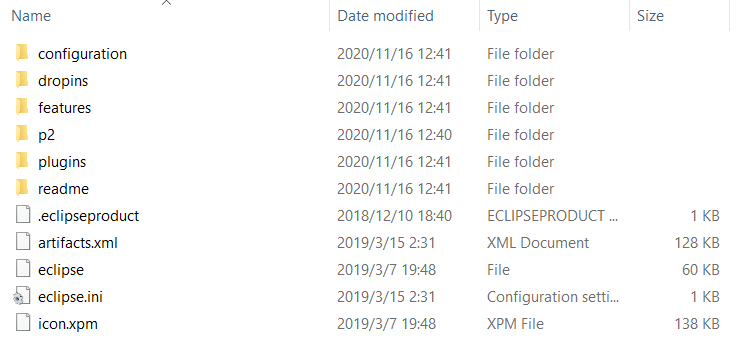 Name Date modified Type Size
configuration 2020/11/16 12:41 File folder
dropins 2020/11/16 12:41 File folder
features 2020/11/16 12:41 File folder
p2 2020/11/16 12:40 File folder
plugins 2020/11/16 12:41 File folder
readme 2020/11/16 12:41 File folder
.eclipseproduct 2018/12/10 18:40 ECLIPSEPRODUCT ... 1 KB
artifacts.xml 2019/3/15 2:31 XML Document 128 KB
eclipse 2019/3/7 19:48 File 60 KB
eclipse.ini 2019/3/15 2:31 Configuration setti... 1 KB
icon.xpm 2019/3/7 19:48 XPM File 138 KB